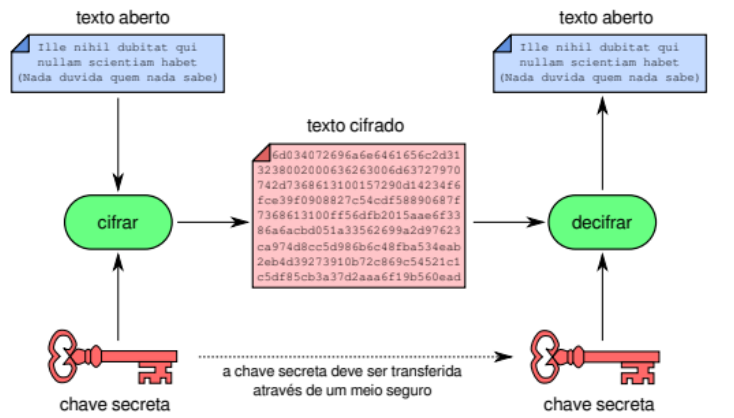 texto aberto
Ille nihil dubitat qui
nullam scientiam habet
(Nada duvida quem nada sabe)
cifrar
chave secreta
texto cifrado
6d034072696a6e6461656c2d31
3238002000636263006d63727970
742d7368613100157290d14234f6
fce39f0908827c54cdf58890687f
7368613100ff56dfb2015aae6f33
86a6acbd051a33562699a2d97623
ca974d8cc5d986b6c48fba534eab
2eb4d39273910b72c869c54521c1
c5df85cb3a37d2aaa6f19b560ead
a chave secreta deve ser transferida
através de um meio seguro
texto aberto
Ille nihil dubitat qui
nullam scientiam habet
(Nada duvida quem nada sabe)
decifrar
chave secreta